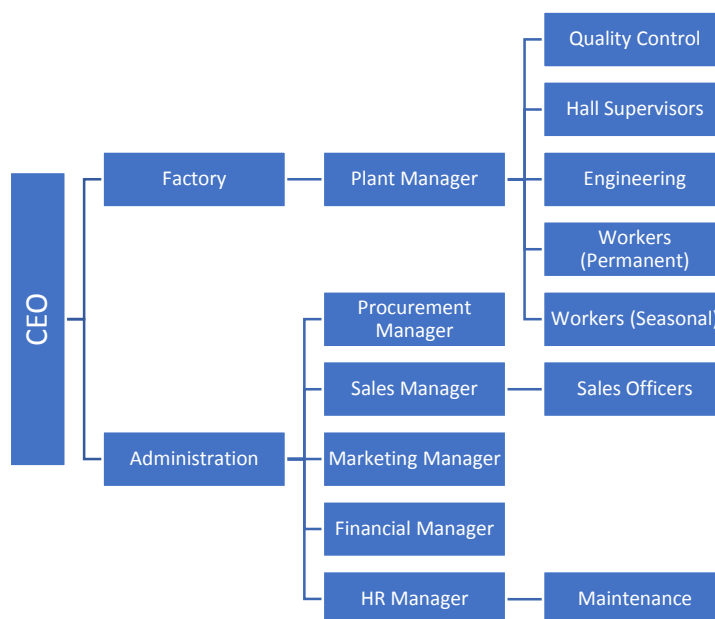 CEO
Factory
Plant Manager
Quality Control
Hall Supervisors
Engineering
Workers
(Permanent)
Workers (Seasonal)
Administration
Procurement
Manager
Sales Manager
Sales Officers
Marketing Manager
Financial Manager
HR Manager
Maintenance